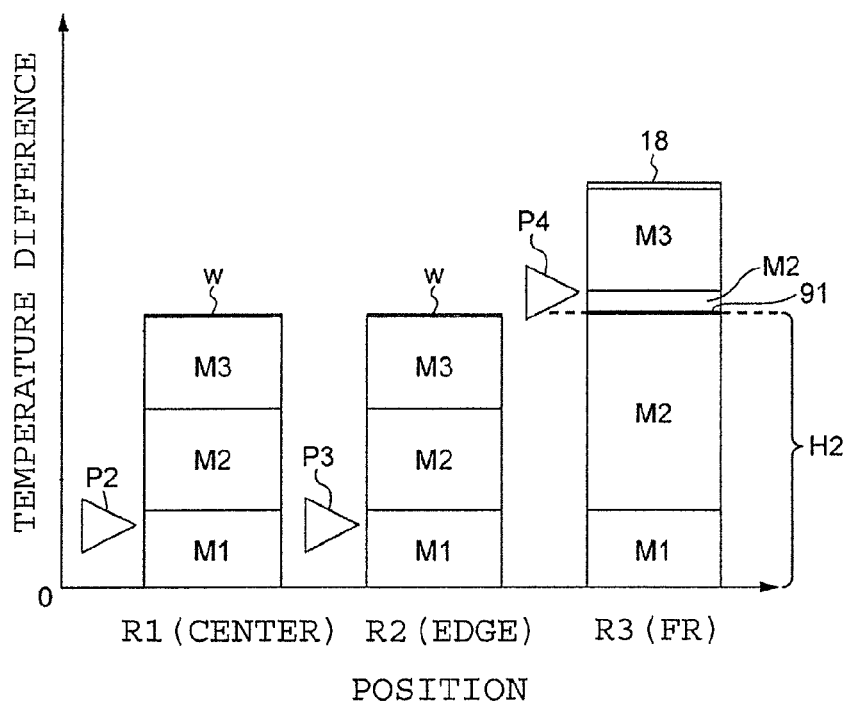 TEMPERATURE DIFFERENCE
18
P4
M3
M2
91
W
W
M3
M3
M2
M2
M2
H2
P2
P3
M1
M1
M1
0
R1 (CENTER)
R2 (EDGE)
R3 (FR)
POSITION